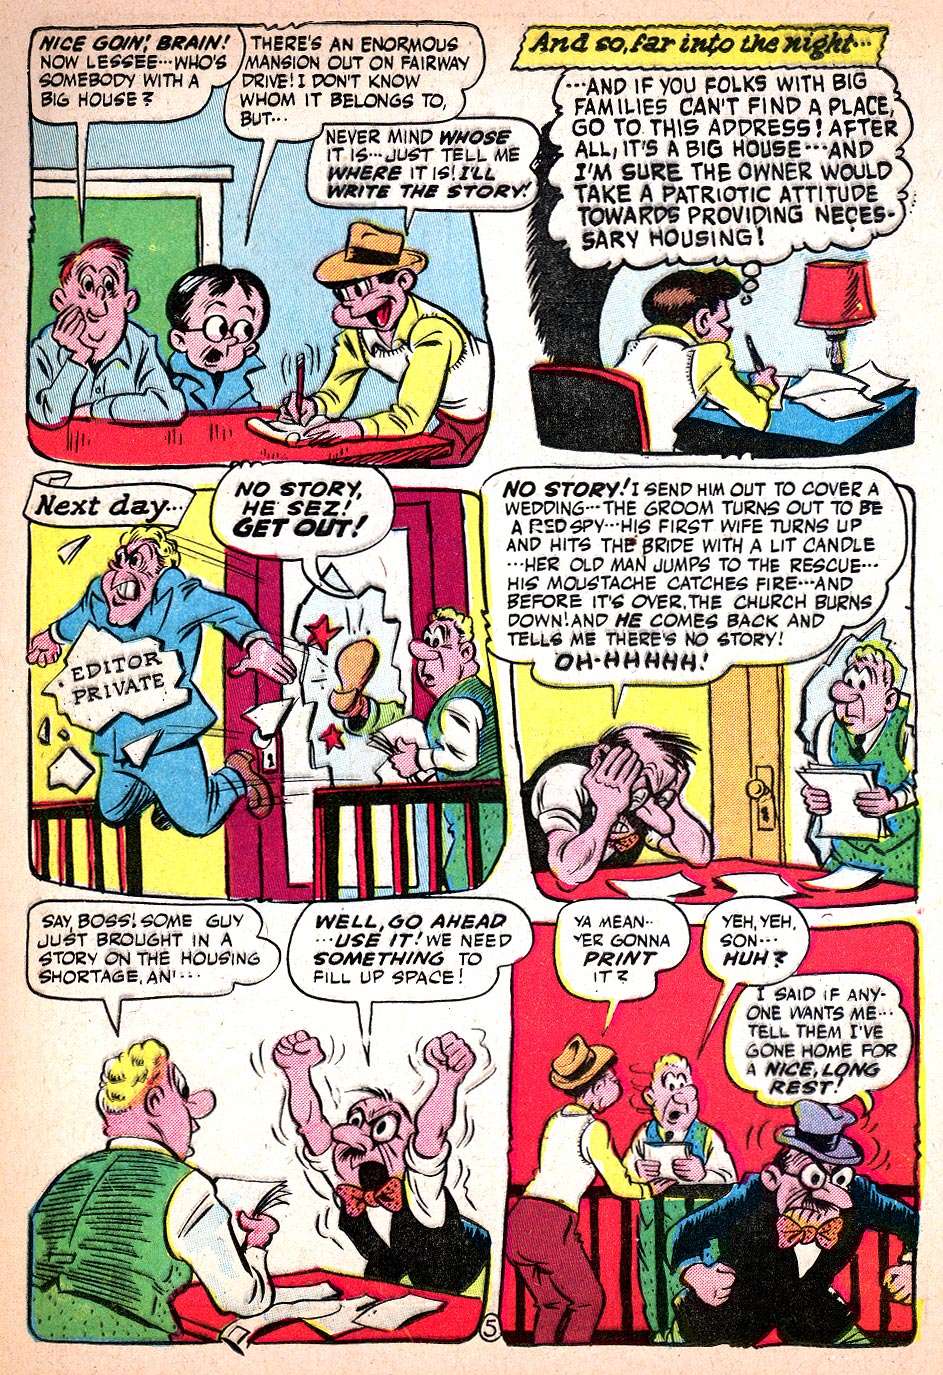 NICE GOIN', BRAIN!
NOW LESSEE...WHO'S
SOMEBODY WITH A
BIG HOUSE?
THERE'S AN ENORMOUS
MANSION OUT ON FAIRWAY
DRIVE! I DON'T KNOW
WHOM IT BELONGS TO,
BUT...
NEVER MIND WHOSE
IT IS...JUST TELL ME
WHERE IT IS! I'LL
WRITE THE STORY!
And so, far into the night...
...AND IF YOU FOLKS WITH BIG
FAMILIES CAN'T FIND A PLACE,
GO TO THIS ADDRESS! AFTER
ALL, IT'S A BIG HOUSE...AND
I'M SURE THE OWNER WOULD
TAKE A PATRIOTIC ATTITUDE
TOWARDS PROVIDING NECES-
SARY HOUSING!
Next day...
NO STORY,
HE SEZ!
GET OUT!
EDITOR
PRIVATE
NO STORY! I SEND HIM OUT TO COVER A
WEDDING...THE GROOM TURNS OUT TO BE
A RED SPY...HIS FIRST WIFE TURNS UP
AND HITS THE BRIDE WITH A LIT CANDLE
...HER OLD MAN JUMPS TO THE RESCUE...
HIS MOUSTACHE CATCHES FIRE...AND
BEFORE IT'S OVER, THE CHURCH BURNS
DOWN! AND HE COMES BACK AND
TELLS ME THERE'S NO STORY!
OH-HHHHH!
SAY, BOSS! SOME GUY
JUST BROUGHT IN A
STORY ON THE HOUSING
SHORTAGE, AN'...
WELL, GO AHEAD
...USE IT! WE NEED
SOMETHING TO
FILL UP SPACE!
YA MEAN..
YER GONNA
PRINT
IT?
YEH, YEH,
SON...
HUH?
I SAID IF ANY-
ONE WANTS ME...
TELL THEM I'VE
GONE HOME FOR
A NICE, LONG
REST!
5